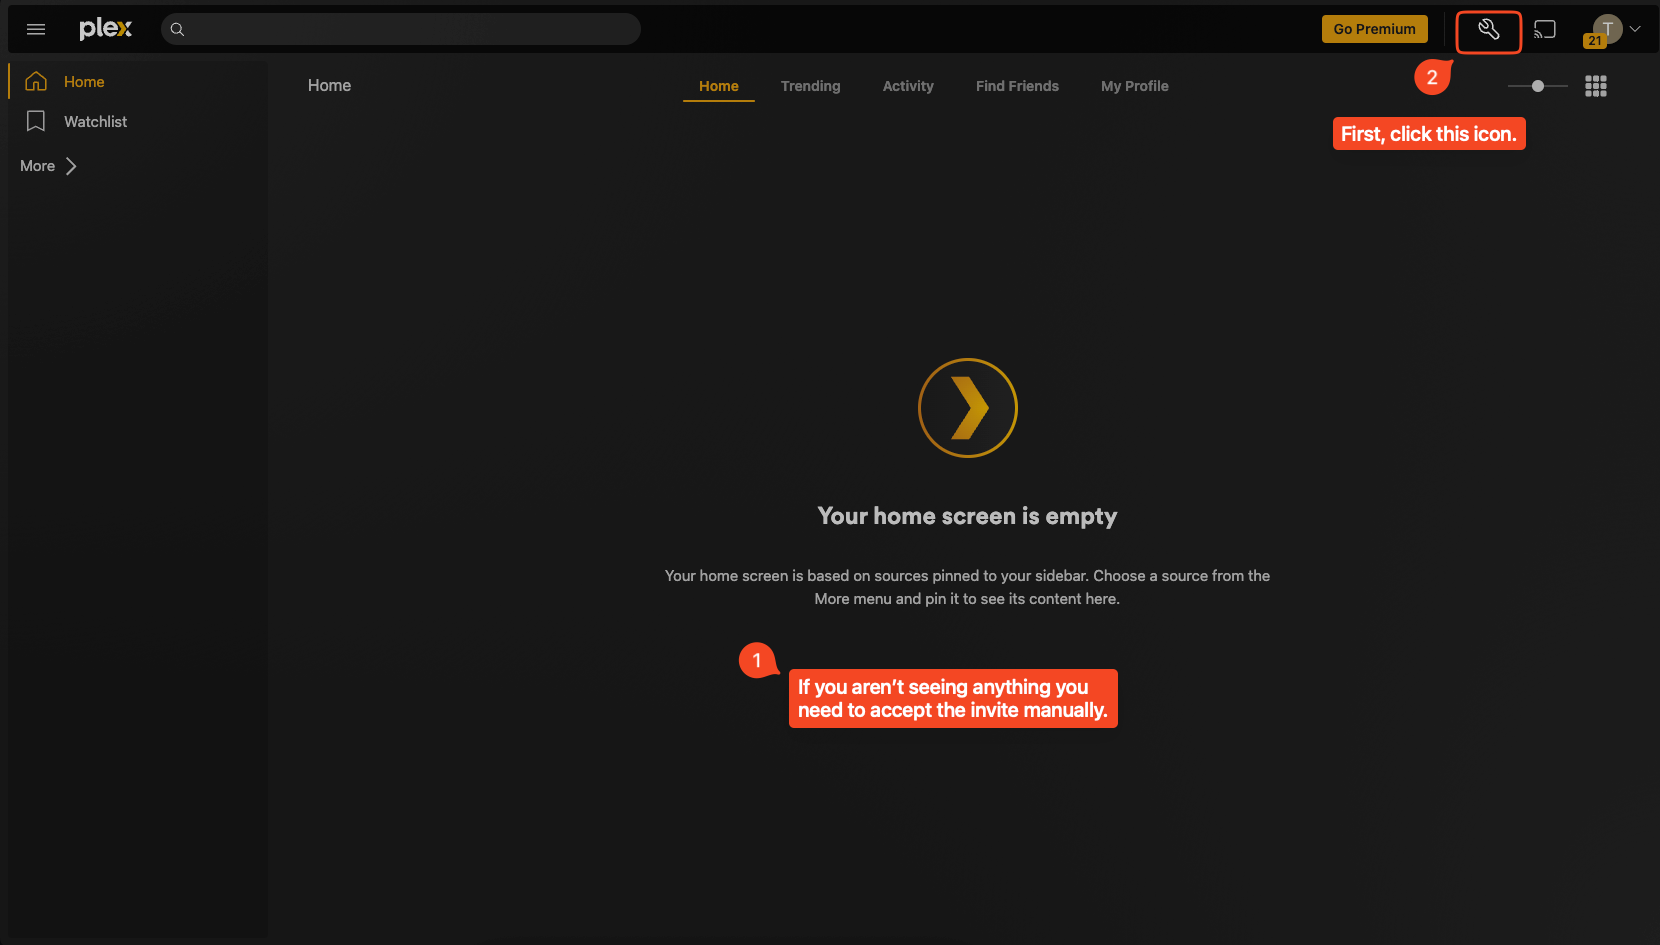 plex
Go Premium
T
21
Home
Watchlist
More
Home
Home
Trending
Activity
Find Friends
My Profile
2
First, click this icon.
Your home screen is empty
Your home screen is based on sources pinned to your sidebar. Choose a source from the
More menu and pin it to see its content here.
1
If you aren't seeing anything you
need to accept the invite manually.